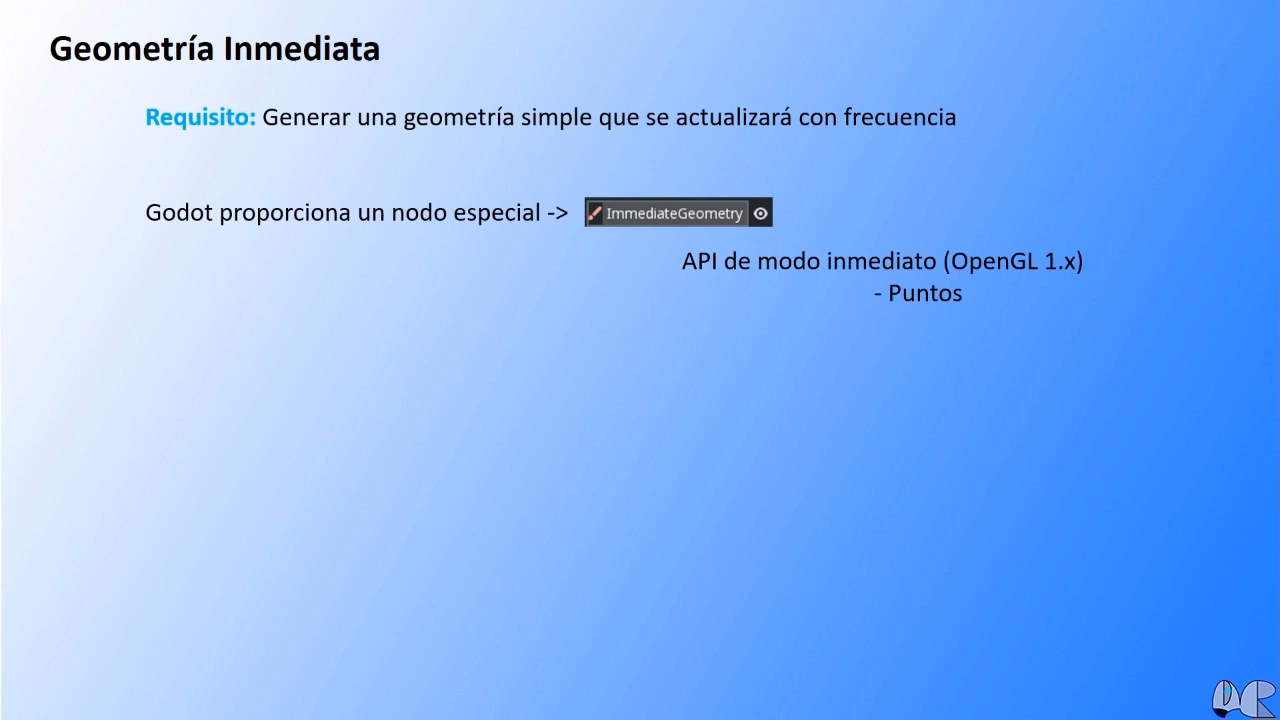 Geometría Inmediata
Requisito: Generar una geometría simple que se actualizará con frecuencia
Godot proporciona un nodo especial -> ImmediateGeometry
API de modo inmediato (OpenGL 1.x)
- Puntos